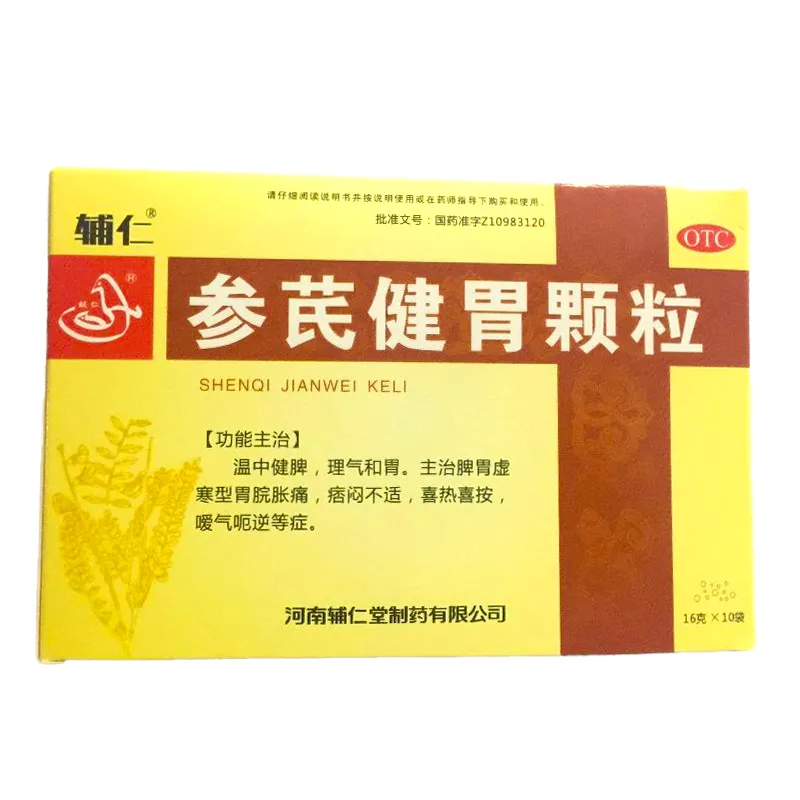 请仔细阅读说明书并按说明使用或在药师指导下购买和使用。
批准文号：国药准字Z10983120
辅仁®
OTC
辅仁
®
参芪健胃颗粒
SHENQI JIANWEI KELI
【功能主治】
温中健脾，理气和胃。主治脾胃虚
寒型胃脘胀痛，痞闷不适，喜热喜按，
嗳气呃逆等症。
河南辅仁堂制药有限公司
16克×10袋